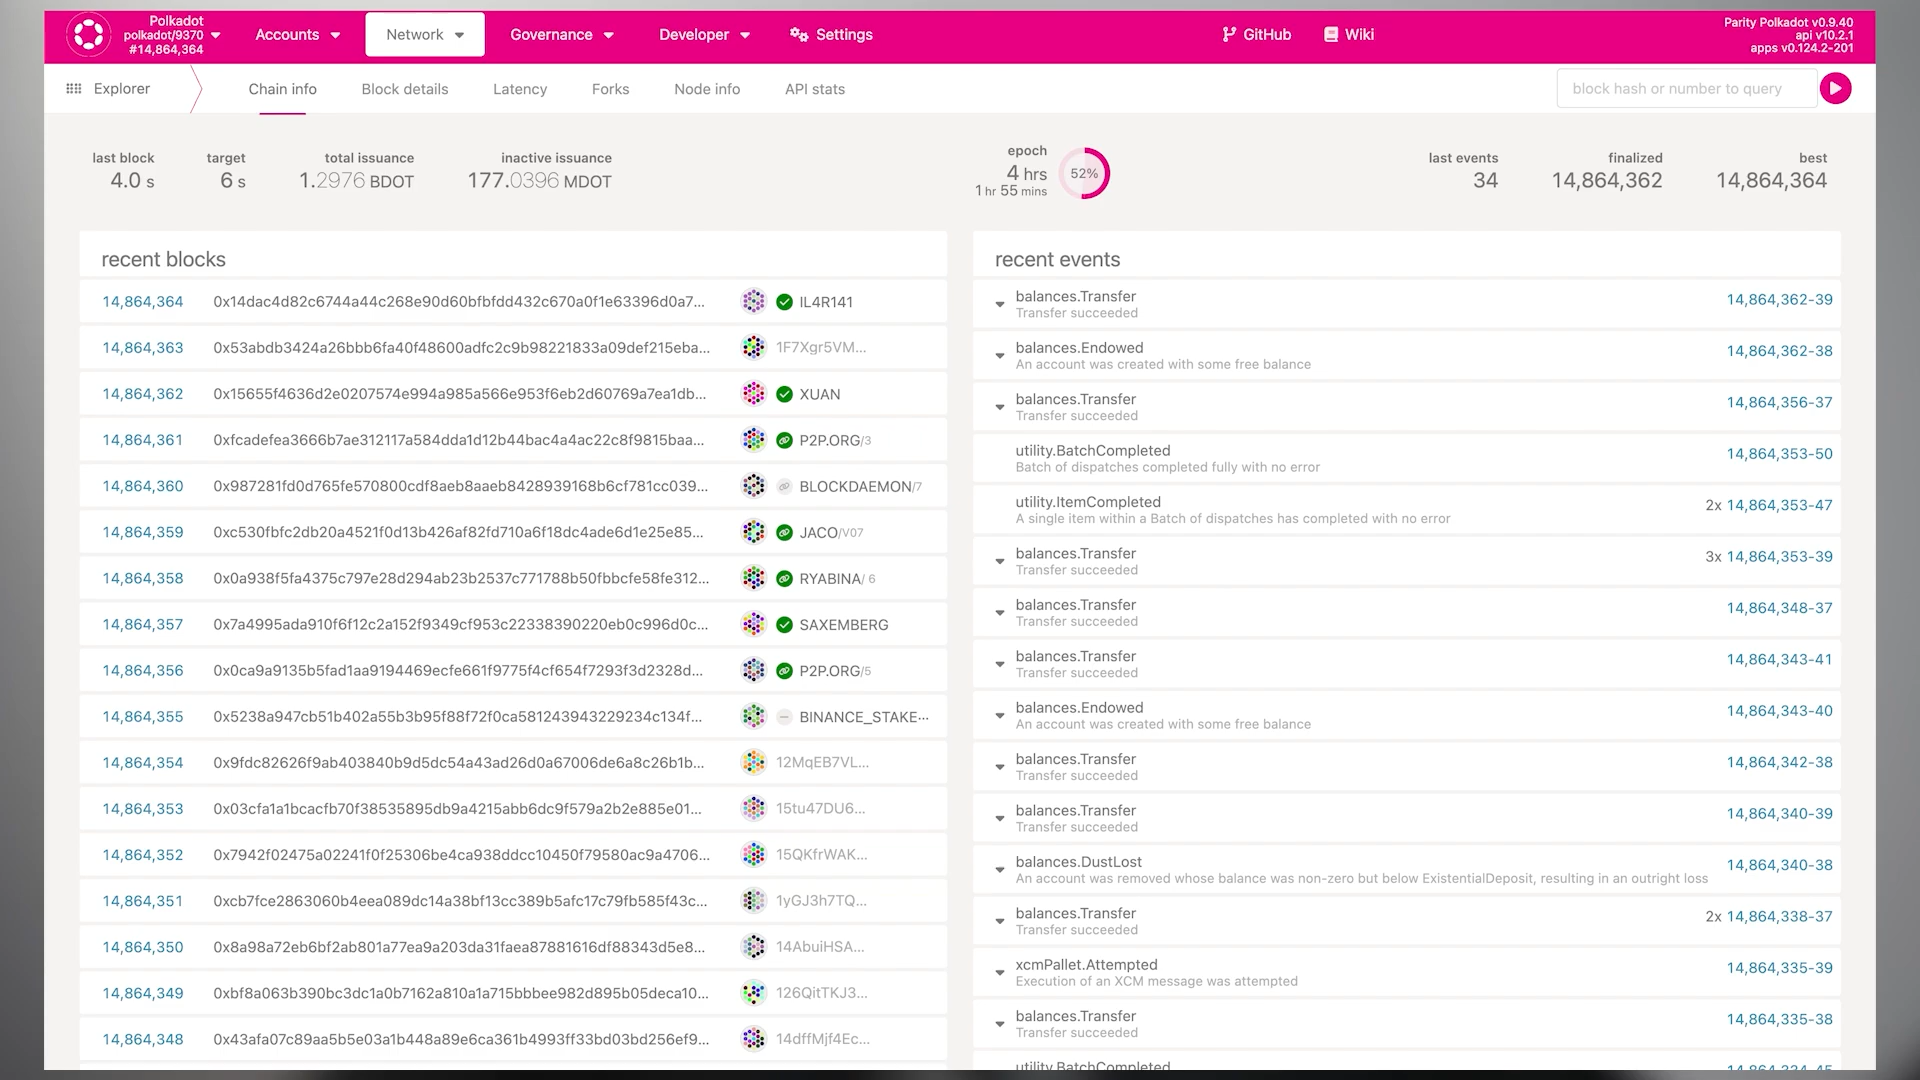 Polkadot
polkadot/9370
#14,864,364
Accounts
Network
Governance
Developer
Settings
GitHub
Wiki
Parity Polkadot v0.9.40
api v10.2.1
apps v0.124.2-201
Explorer
Chain info
Block details
Latency
Forks
Node info
API stats
block hash or number to query
last block
4.0 s
target
6 s
total issuance
1.2976 BDOT
inactive issuance
177.0396 MDOT
epoch
4 hrs
1 hr 55 mins
52%
last events
34
finalized
14,864,362
best
14,864,364
recent blocks
14,864,364 0x14dac4d82c6744a44c268e90d60bfbfdd432c670a0f1e63396d0a7... IL4R141
14,864,363 0x53abdb3424a26bbb6fa40f48600adfc2c9b98221833a09def215eba... 1F7Xgr5VM...
14,864,362 0x15655f4636d2e0207574e994a985a566e953f6eb2d60769a7ea1db... XUAN
14,864,361 0xfcadefea3666b7ae312117a584dda1d12b44bac4a4ac22c8f9815baa... P2P.ORG/3
14,864,360 0x987281fd0d765fe570800cdf8aeb8aaeb8428939168b6cf781cc039... BLOCKDAEMON/7
14,864,359 0xc530fbfc2db20a4521f0d13b426af82fd710a6f18dc4ade6d1e25e85... JACO/V07
14,864,358 0x0a938f5fa4375c797e28d294ab23b2537c771788b50fbbcfe58fe312... RYABINA/ 6
14,864,357 0x7a4995ada910f6f12c2a152f9349cf953c22338390220eb0c996d0c... SAXEMBERG
14,864,356 0x0ca9a9135b5fad1aa9194469ecfe661f9775f4cf654f7293f3d2328d... P2P.ORG/5
14,864,355 0x5238a947cb51b402a55b3b95f88f72f0ca581243943229234c134f... BINANCE_STAKE...
14,864,354 0x9fdc82626f9ab403840b9d5dc54a43ad26d0a67006de6a8c26b1b... 12MqEB7VL...
14,864,353 0x03cfa1a1bcacfb70f38535895db9a4215abb6dc9f579a2b2e885e01... 15tu47DU6...
14,864,352 0x7942f02475a02241f0f25306be4ca938ddcc10450f79580ac9a4706... 15QKfrWAK...
14,864,351 0xcb7fce2863060b4eea089dc14a38bf13cc389b5afc17c79fb585f43c... 1yGJ3h7TQ...
14,864,350 0x8a98a72eb6bf2ab801a77ea9a203da31faea87881616df88343d5e8... 14AbuiHSA...
14,864,349 0xbf8a063b390bc3dc1a0b7162a810a1a715bbbee982d895b05deca10... 126QitTKJ3...
14,864,348 0x43afa07c89aa5b5e03a1b448a89e6ca361b4993ff33bd03bd256ef9... 14dffMjf4Ec...
recent events
balances.Transfer 14,864,362-39
Transfer succeeded
balances.Endowed 14,864,362-38
An account was created with some free balance
balances.Transfer 14,864,356-37
Transfer succeeded
utility.BatchCompleted 14,864,353-50
Batch of dispatches completed fully with no error
utility.ItemCompleted 2x 14,864,353-47
A single item within a Batch of dispatches has completed with no error
balances.Transfer 3x 14,864,353-39
Transfer succeeded
balances.Transfer 14,864,348-37
Transfer succeeded
balances.Transfer 14,864,343-41
Transfer succeeded
balances.Endowed 14,864,343-40
An account was created with some free balance
balances.Transfer 14,864,342-38
Transfer succeeded
balances.Transfer 14,864,340-39
Transfer succeeded
balances.DustLost 14,864,340-38
An account was removed whose balance was non-zero but below ExistentialDeposit, resulting in an outright loss
balances.Transfer 2x 14,864,338-37
Transfer succeeded
xcmPallet.Attempted 14,864,335-39
Execution of an XCM message was attempted
balances.Transfer 14,864,335-38
Transfer succeeded
utility.BatchCompleted 14,864,334-45